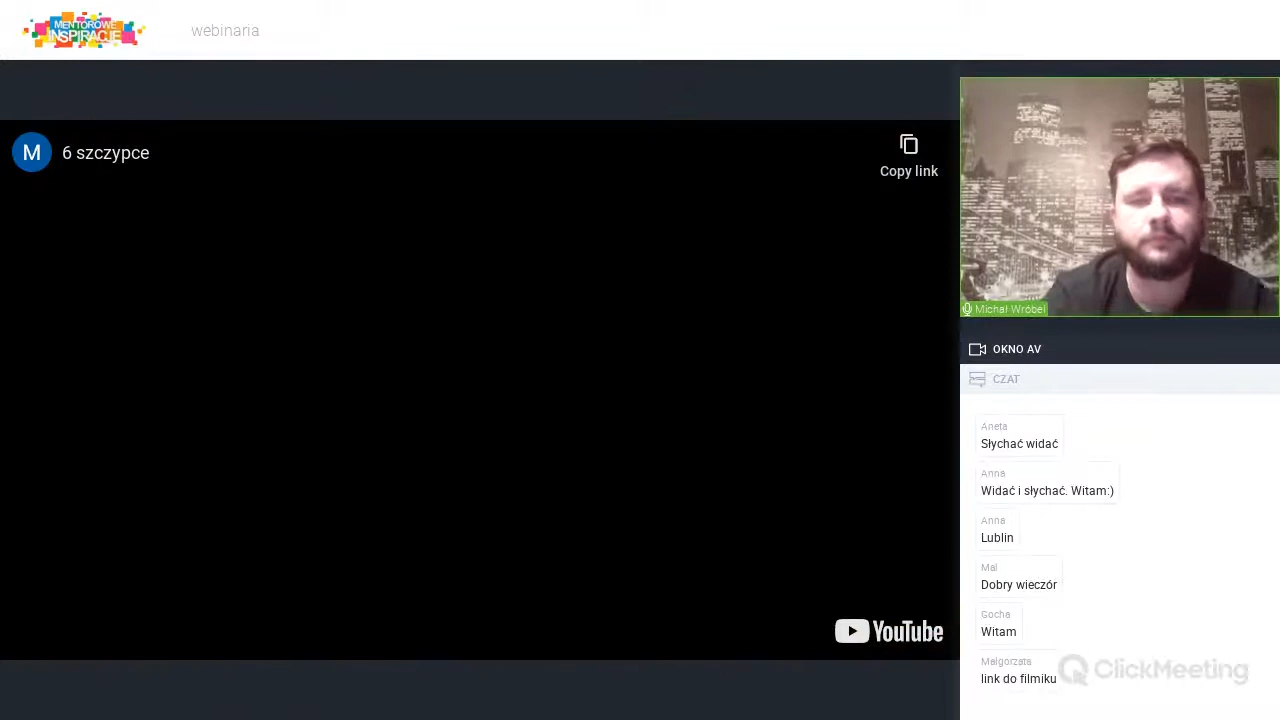 MENTOROWE
INSPIRACJE
webinaria
M
6 szczypce
Copy link
YouTube
Michał Wróbel
OKNO AV
CZAT
Aneta
Słychać widać
Anna
Widać i słychać. Witam:)
Anna
Lublin
Mal
Dobry wieczór
Gocha
Witam
Małgorzata
link do filmiku
ClickMeeting